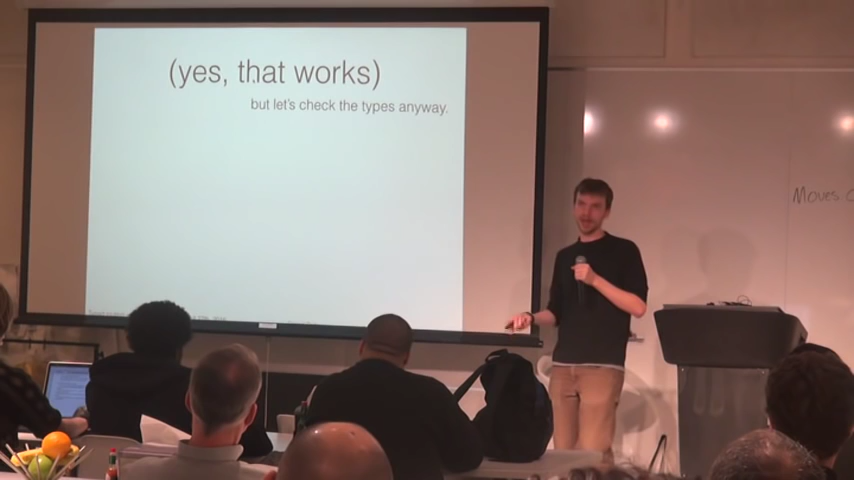 (yes, that works)
but let's check the types anyway.
Moves